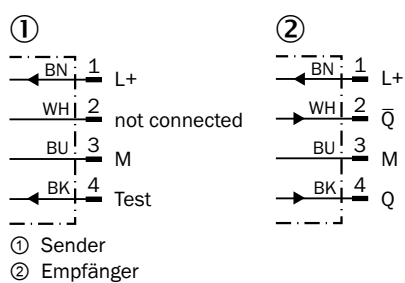 ① ②
BN 1 L+ BN 1 L+
WH 2 not connected WH 2 Q̅
BU 3 M BU 3 M
BK 4 Test BK 4 Q
① Sender
② Empfänger